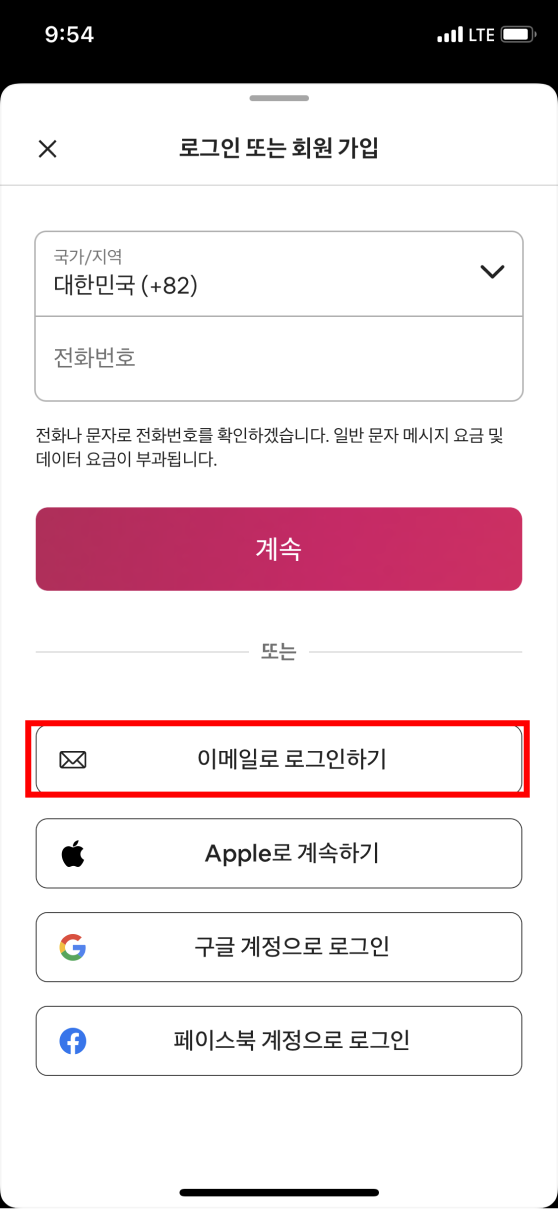 9:54
LTE
로그인 또는 회원 가입
국가/지역
대한민국 (+82)
전화번호
전화나 문자로 전화번호를 확인하겠습니다. 일반 문자 메시지 요금 및
데이터 요금이 부과됩니다.
계속
또는
이메일로 로그인하기
Apple로 계속하기
구글 계정으로 로그인
페이스북 계정으로 로그인